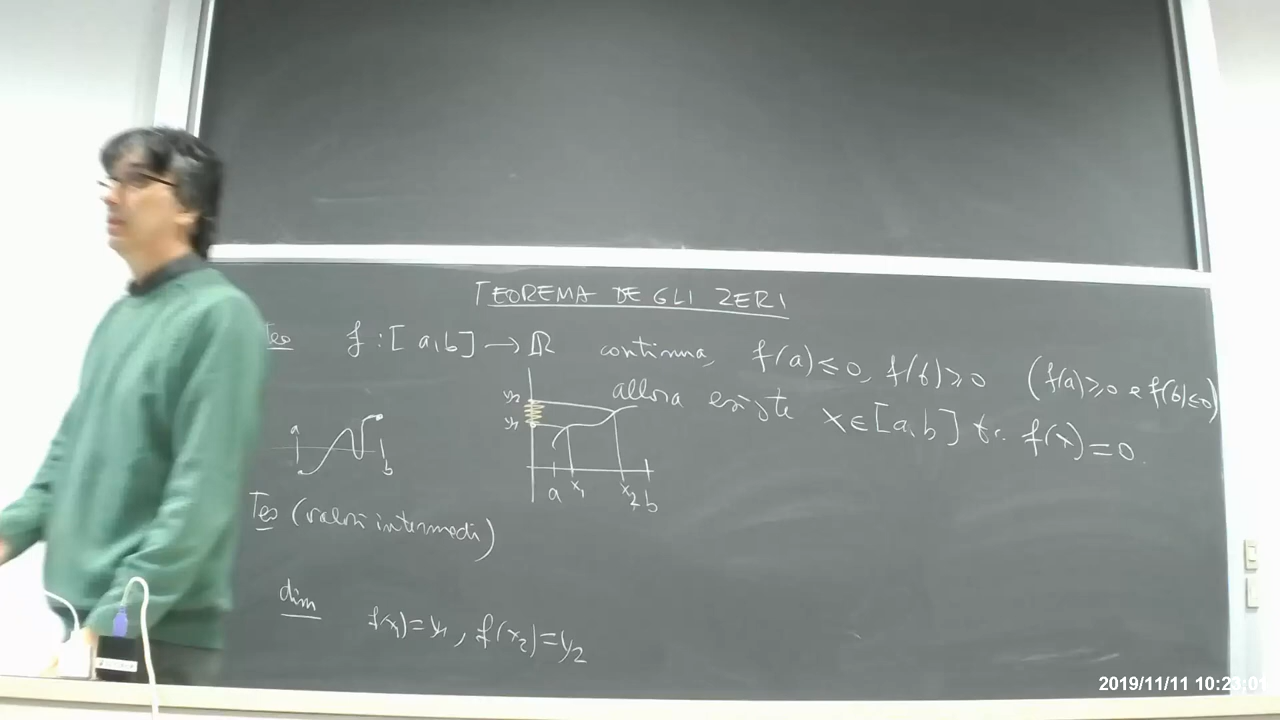 TEOREMA DEGLI ZERI
Teo f : [a,b] → ℝ continua, f(a) ≤ 0, f(b) ≥ 0 (f(a) ≥ 0 e f(b) ≤ 0)
allora esiste x ∈ [a,b] t.c. f(x) = 0.
a
b
y2
y1
a x1 x2 b
Teo (valori intermedi)
dim f(x1) = y1, f(x2) = y2
2019/11/11 10:23:01